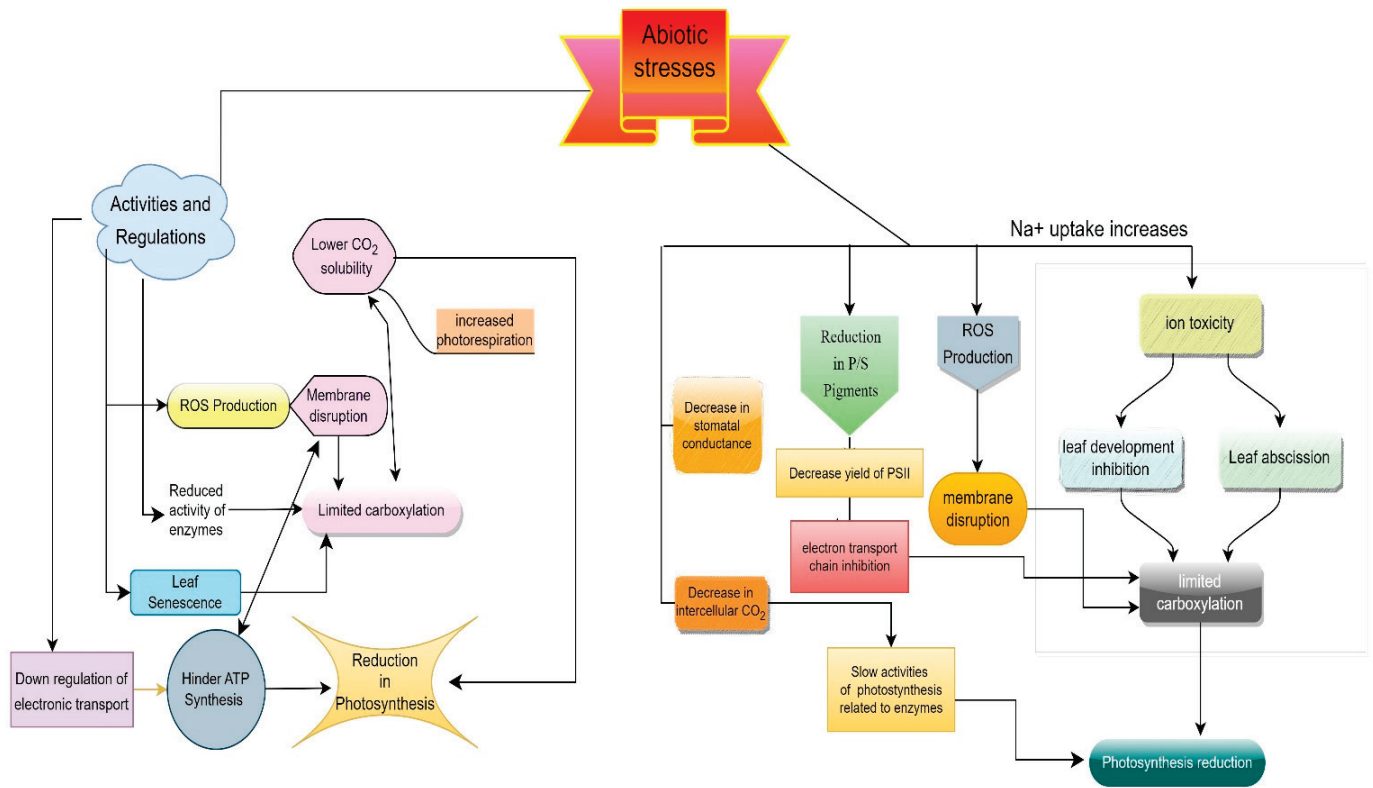 Abiotic
stresses
Activities and
Regulations
Lower CO₂
solubility
increased
photorespiration
ROS Production
Membrane
disruption
Reduced
activity of
enzymes
Limited carboxylation
Leaf
Senescence
Down regulation of
electronic transport
Hinder ATP
Synthesis
Reduction
in
Photosynthesis
Na+ uptake increases
Decrease in
stomatal
conductance
Reduction
in P/S
Pigments
ROS
Production
ion toxicity
Decrease yield of PSII
membrane
disruption
leaf development
inhibition
Leaf abscission
electron transport
chain inhibition
Decrease in
intercellular CO₂
limited
carboxylation
Slow activities
of photostynthesis
related to enzymes
Photosynthesis reduction